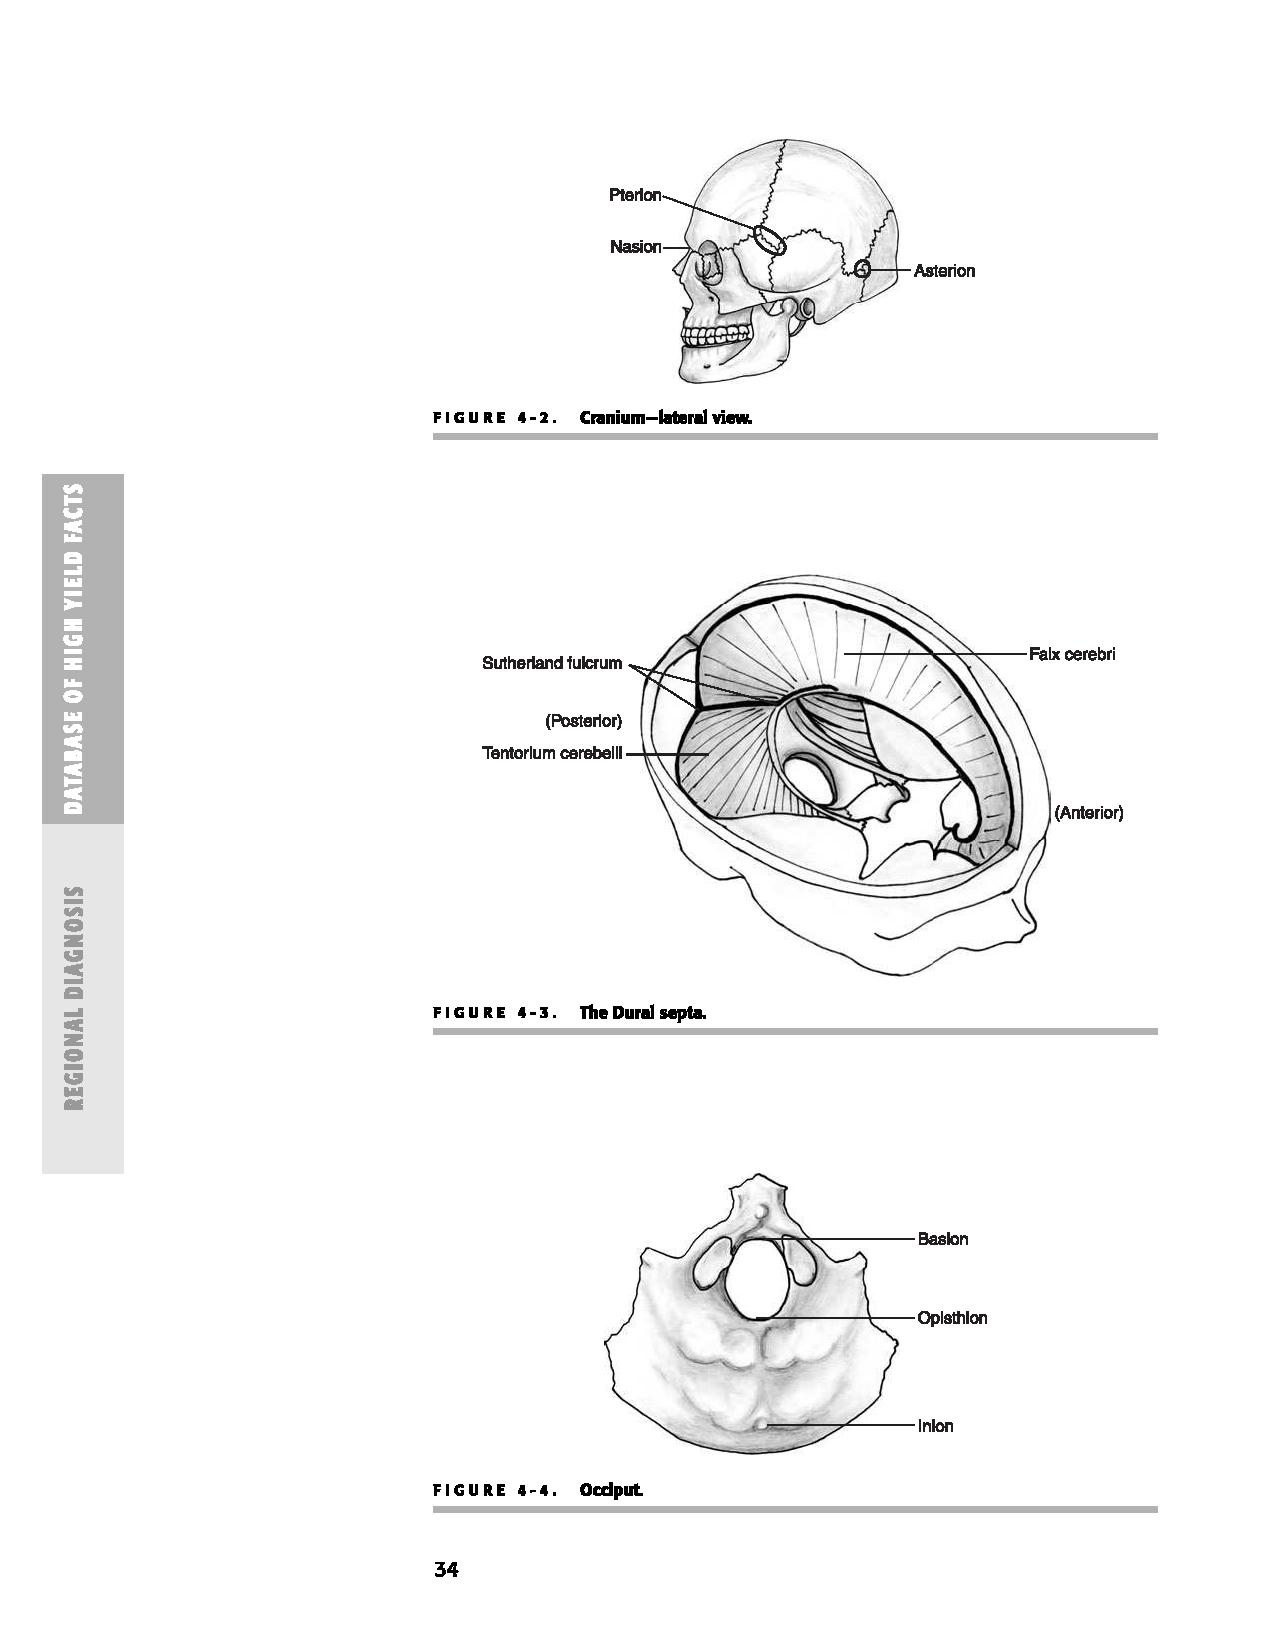 Pterion
Nasion
Asterion
FIGURE 4-2. Cranium—lateral view.
DATABASE OF HIGH YIELD FACTS
REGIONAL DIAGNOSIS
Sutherland fulcrum
Falx cerebri
(Posterior)
Tentorium cerebelli
(Anterior)
FIGURE 4-3. The Dural septa.
Basion
Opisthion
Inion
FIGURE 4-4. Occiput.
34